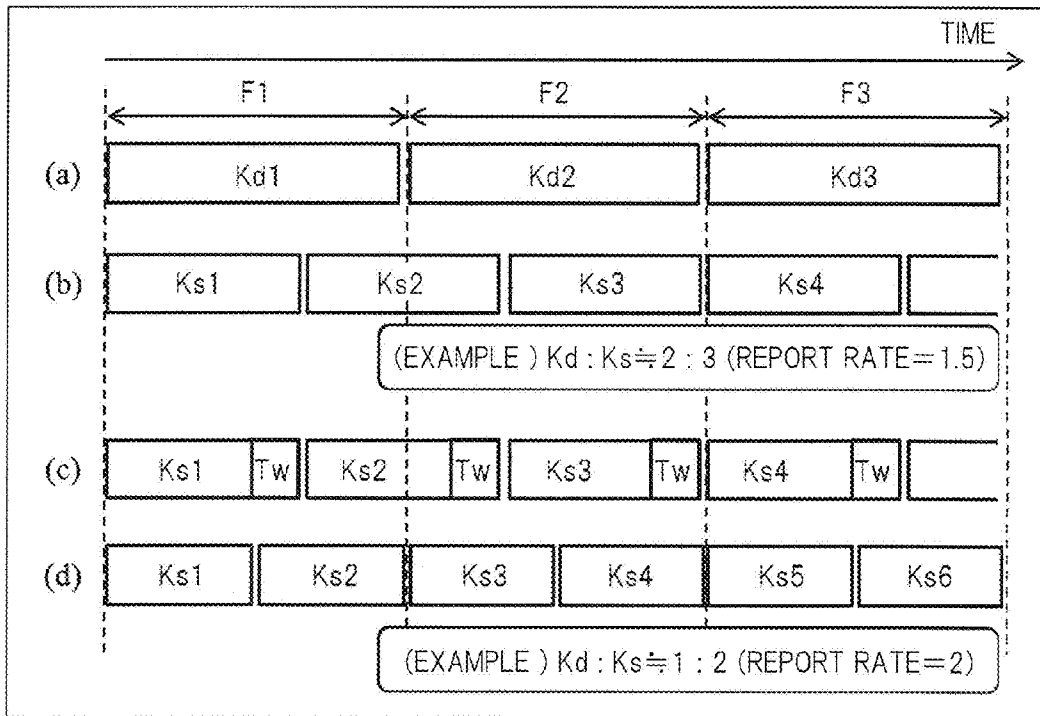 TIME
F1 F2 F3
(a) Kd1 Kd2 Kd3
(b) Ks1 Ks2 Ks3 Ks4
(EXAMPLE ) Kd : Ks≒2 : 3 (REPORT RATE=1.5)
(c) Ks1 Tw Ks2 Tw Ks3 Tw Ks4 Tw
(d) Ks1 Ks2 Ks3 Ks4 Ks5 Ks6
(EXAMPLE ) Kd : Ks≒1 : 2 (REPORT RATE=2)